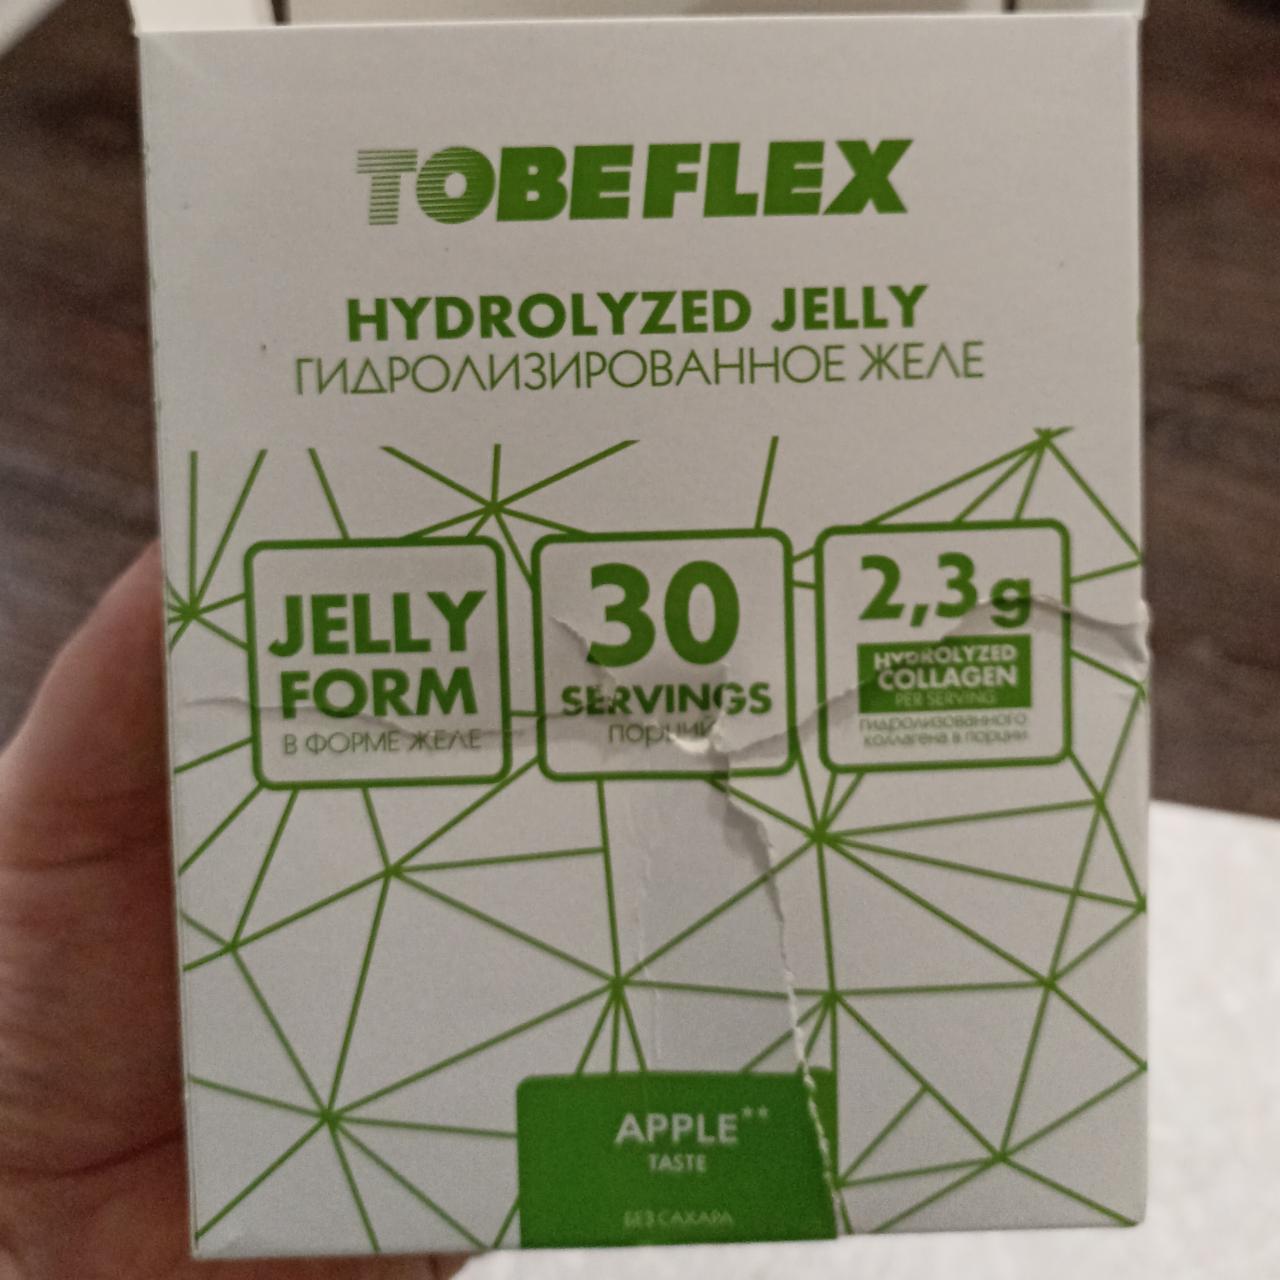 TOBEFLEX
HYDROLYZED JELLY
ГИДРОЛИЗИРОВАННОЕ ЖЕЛЕ
JELLY
FORM
В ФОРМЕ ЖЕЛЕ
30
SERVINGS
порций
2,3g
HYDROLYZED
COLLAGEN
PER SERVING
гидролизованного
коллагена в порции
APPLE**
TASTE
БЕЗ САХАРА